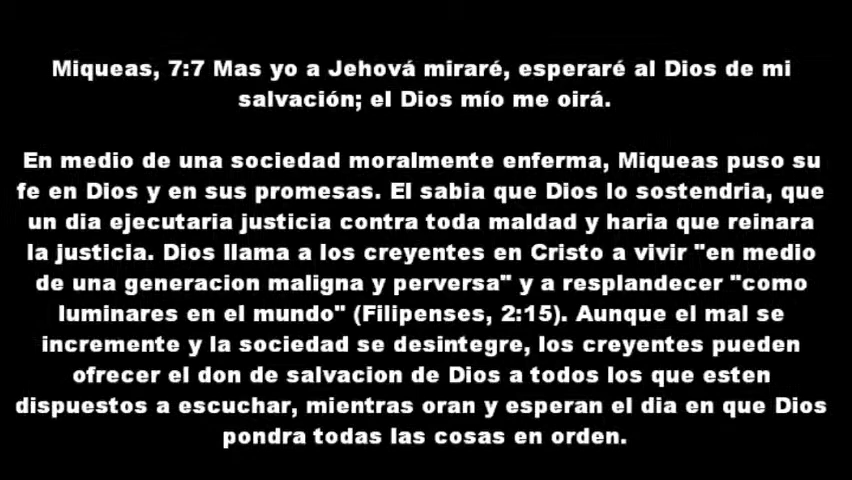 Miqueas, 7:7 Mas yo a Jehová miraré, esperaré al Dios de mi
salvación; el Dios mío me oirá.
En medio de una sociedad moralmente enferma, Miqueas puso su
fe en Dios y en sus promesas. El sabia que Dios lo sostendria, que
un dia ejecutaria justicia contra toda maldad y haria que reinara
la justicia. Dios llama a los creyentes en Cristo a vivir "en medio
de una generacion maligna y perversa" y a resplandecer "como
luminares en el mundo" (Filipenses, 2:15). Aunque el mal se
incremente y la sociedad se desintegre, los creyentes pueden
ofrecer el don de salvacion de Dios a todos los que esten
dispuestos a escuchar, mientras oran y esperan el dia en que Dios
pondra todas las cosas en orden.